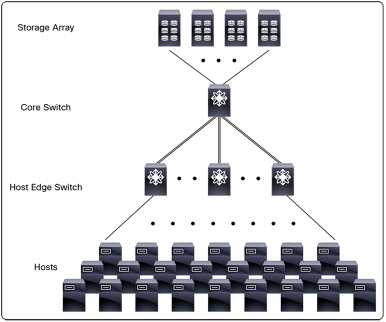 Storage Array
Core Switch
Host Edge Switch
Hosts